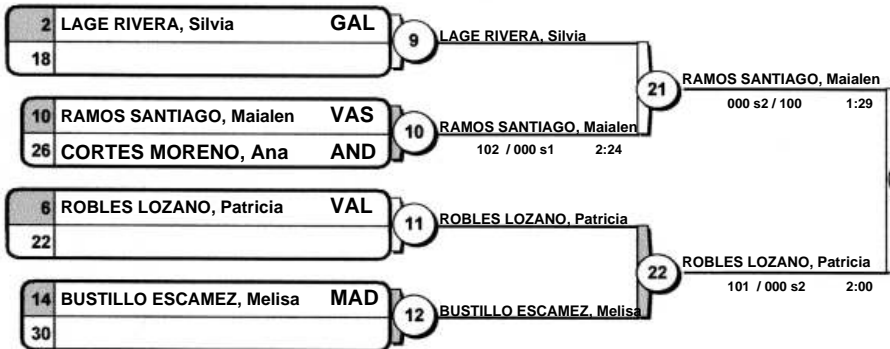 2 LAGE RIVERA, Silvia GAL
18
9
LAGE RIVERA, Silvia
10 RAMOS SANTIAGO, Maialen VAS
26 CORTES MORENO, Ana AND
10
RAMOS SANTIAGO, Maialen
102 / 000 s1 2:24
21
RAMOS SANTIAGO, Maialen
000 s2 / 100 1:29
6 ROBLES LOZANO, Patricia VAL
22
11
ROBLES LOZANO, Patricia
14 BUSTILLO ESCAMEZ, Melisa MAD
30
12
BUSTILLO ESCAMEZ, Melisa
22
ROBLES LOZANO, Patricia
101 / 000 s2 2:00